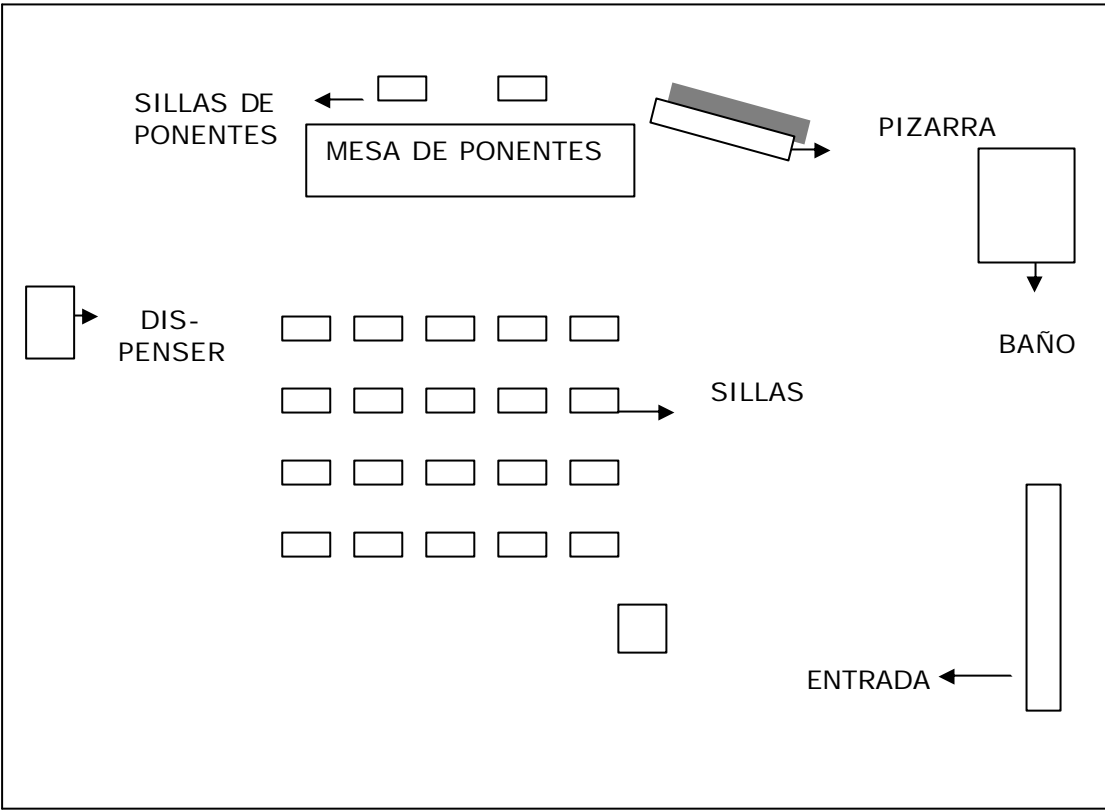 SILLAS DE
PONENTES
MESA DE PONENTES
PIZARRA
DIS-
PENSER
BAÑO
SILLAS
ENTRADA